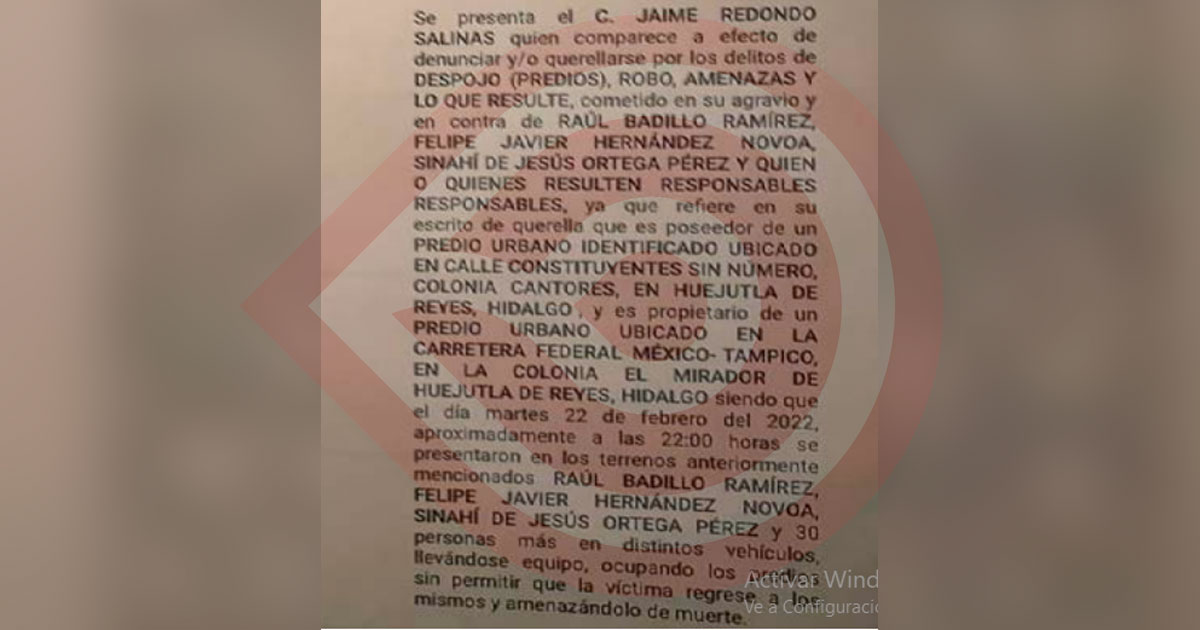 Se presenta el C. JAIME REDONDO
SALINAS quien comparece a efecto de
denunciar y/o querellarse por los delitos de
DESPOJO (PREDIOS), ROBO, AMENAZAS Y
LO QUE RESULTE, cometido en su agravio y
en contra de RAÚL BADILLO RAMÍREZ,
FELIPE JAVIER HERNÁNDEZ NOVOA,
SINAHÍ DE JESÚS ORTEGA PÉREZ Y QUIEN
O QUIENES RESULTEN RESPONSABLES
RESPONSABLES, ya que refiere en su
escrito de querella que es poseedor de un
PREDIO URBANO IDENTIFICADO UBICADO
EN CALLE CONSTITUYENTES SIN NÚMERO,
COLONIA CANTORES, EN HUEJUTLA DE
REYES, HIDALGO , y es propietario de un
PREDIO URBANO UBICADO EN LA
CARRETERA FEDERAL MÉXICO- TAMPICO,
EN LA COLONIA EL MIRADOR DE
HUEJUTLA DE REYES, HIDALGO siendo que
el día martes 22 de febrero del 2022,
aproximadamente a las 22:00 horas se
presentaron en los terrenos anteriormente
mencionados RAÚL BADILLO RAMÍREZ,
FELIPE JAVIER HERNÁNDEZ NOVOA,
SINAHÍ DE JESÚS ORTEGA PÉREZ y 30
personas más en distintos vehículos,
llevándose equipo, ocupando los predios
sin permitir que la víctima regrese a los
mismos y amenazándolo de muerte.
Activar Wind
Ve a Configuració